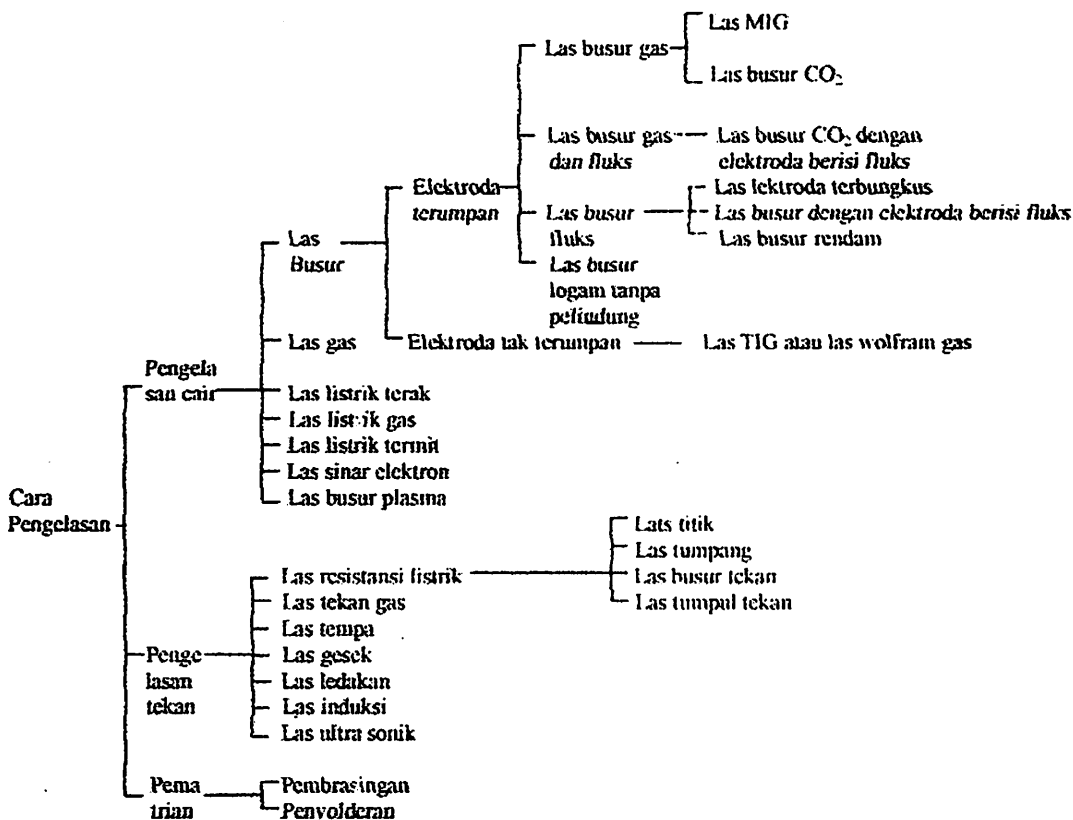 Las MIG
Las busur gas
Las busur CO₂
Las busur gas
dan fluks
Las busur CO₂ dengan
elektroda berisi fluks
Elektroda
terumpan
Las lektroda terbungkus
Las busur
fluks
Las busur dengan elektroda berisi fluks
Las busur rendam
Las
Busur
Las busur
logam tanpa
pelindung
Las gas
Elektroda tak terumpan
Las TIG atau las wolfram gas
Pengela
san cair
Las listrik terak
Las listrik gas
Las listrik termit
Las sinar elektron
Las busur plasma
Cara
Pengelasan
Lats titik
Las tumpang
Las resistansi listrik
Las busur tekan
Las tekan gas
Las tumpul tekan
Las tempa
Penge
lasan
tekan
Las gesek
Las ledakan
Las induksi
Las ultra sonik
Pema
trian
Pembrasingan
Penyolderan